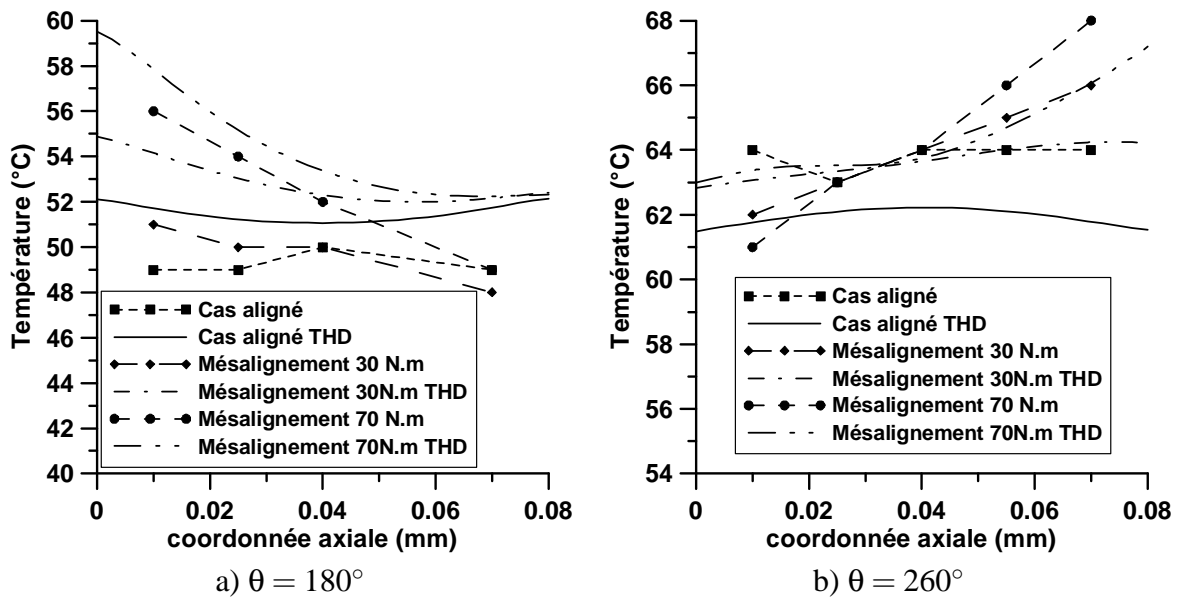 60
58
56
54
52
50
48
46
44
42
40
Température (°C)
Cas aligné
Cas aligné THD
Mésalignement 30 N.m
Mésalignement 30N.m THD
Mésalignement 70 N.m
Mésalignement 70N.m THD
0 0.02 0.04 0.06 0.08
coordonnée axiale (mm)
a) θ = 180°
68
66
64
62
60
58
56
54
Température (°C)
Cas aligné
Cas aligné THD
Mésalignement 30 N.m
Mésalignement 30N.m THD
Mésalignement 70 N.m
Mésalignement 70N.m THD
0 0.02 0.04 0.06 0.08
coordonnée axiale (mm)
b) θ = 260°